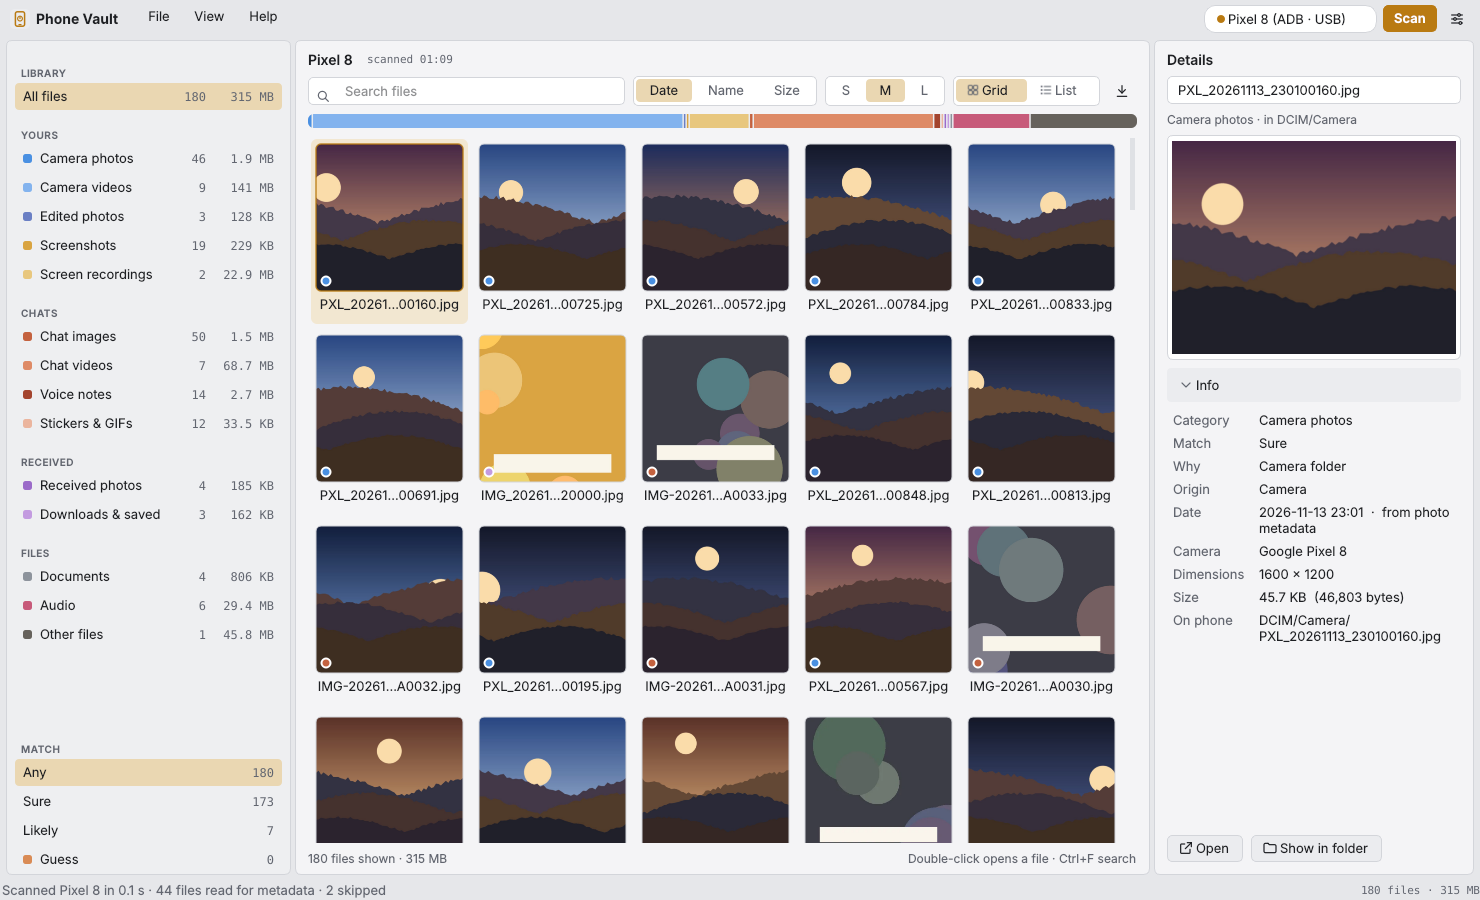 Phone Vault
File
View
Help
Pixel 8 (ADB · USB)
Scan
LIBRARY
All files 180 315 MB
YOURS
Camera photos 46 1.9 MB
Camera videos 9 141 MB
Edited photos 3 128 KB
Screenshots 19 229 KB
Screen recordings 2 22.9 MB
CHATS
Chat images 50 1.5 MB
Chat videos 7 68.7 MB
Voice notes 14 2.7 MB
Stickers & GIFs 12 33.5 KB
RECEIVED
Received photos 4 185 KB
Downloads & saved 3 162 KB
FILES
Documents 4 806 KB
Audio 6 29.4 MB
Other files 1 45.8 MB
MATCH
Any 180
Sure 173
Likely 7
Guess 0
Pixel 8 scanned 01:09
Search files
Date Name Size
S M L
Grid List
PXL_20261...00160.jpg PXL_20261...00725.jpg PXL_20261...00572.jpg PXL_20261...00784.jpg PXL_20261...00833.jpg
PXL_20261...00691.jpg IMG_20261...20000.jpg IMG-20261...A0033.jpg PXL_20261...00848.jpg PXL_20261...00813.jpg
IMG-20261...A0032.jpg PXL_20261...00195.jpg IMG-20261...A0031.jpg PXL_20261...00567.jpg IMG-20261...A0030.jpg
180 files shown · 315 MB
Double-click opens a file · Ctrl+F search
Details
PXL_20261113_230100160.jpg
Camera photos · in DCIM/Camera
Info
Category Camera photos
Match Sure
Why Camera folder
Origin Camera
Date 2026-11-13 23:01 · from photo
metadata
Camera Google Pixel 8
Dimensions 1600 × 1200
Size 45.7 KB (46,803 bytes)
On phone DCIM/Camera/
PXL_20261113_230100160.jpg
Open
Show in folder
Scanned Pixel 8 in 0.1 s · 44 files read for metadata · 2 skipped
180 files · 315 MB